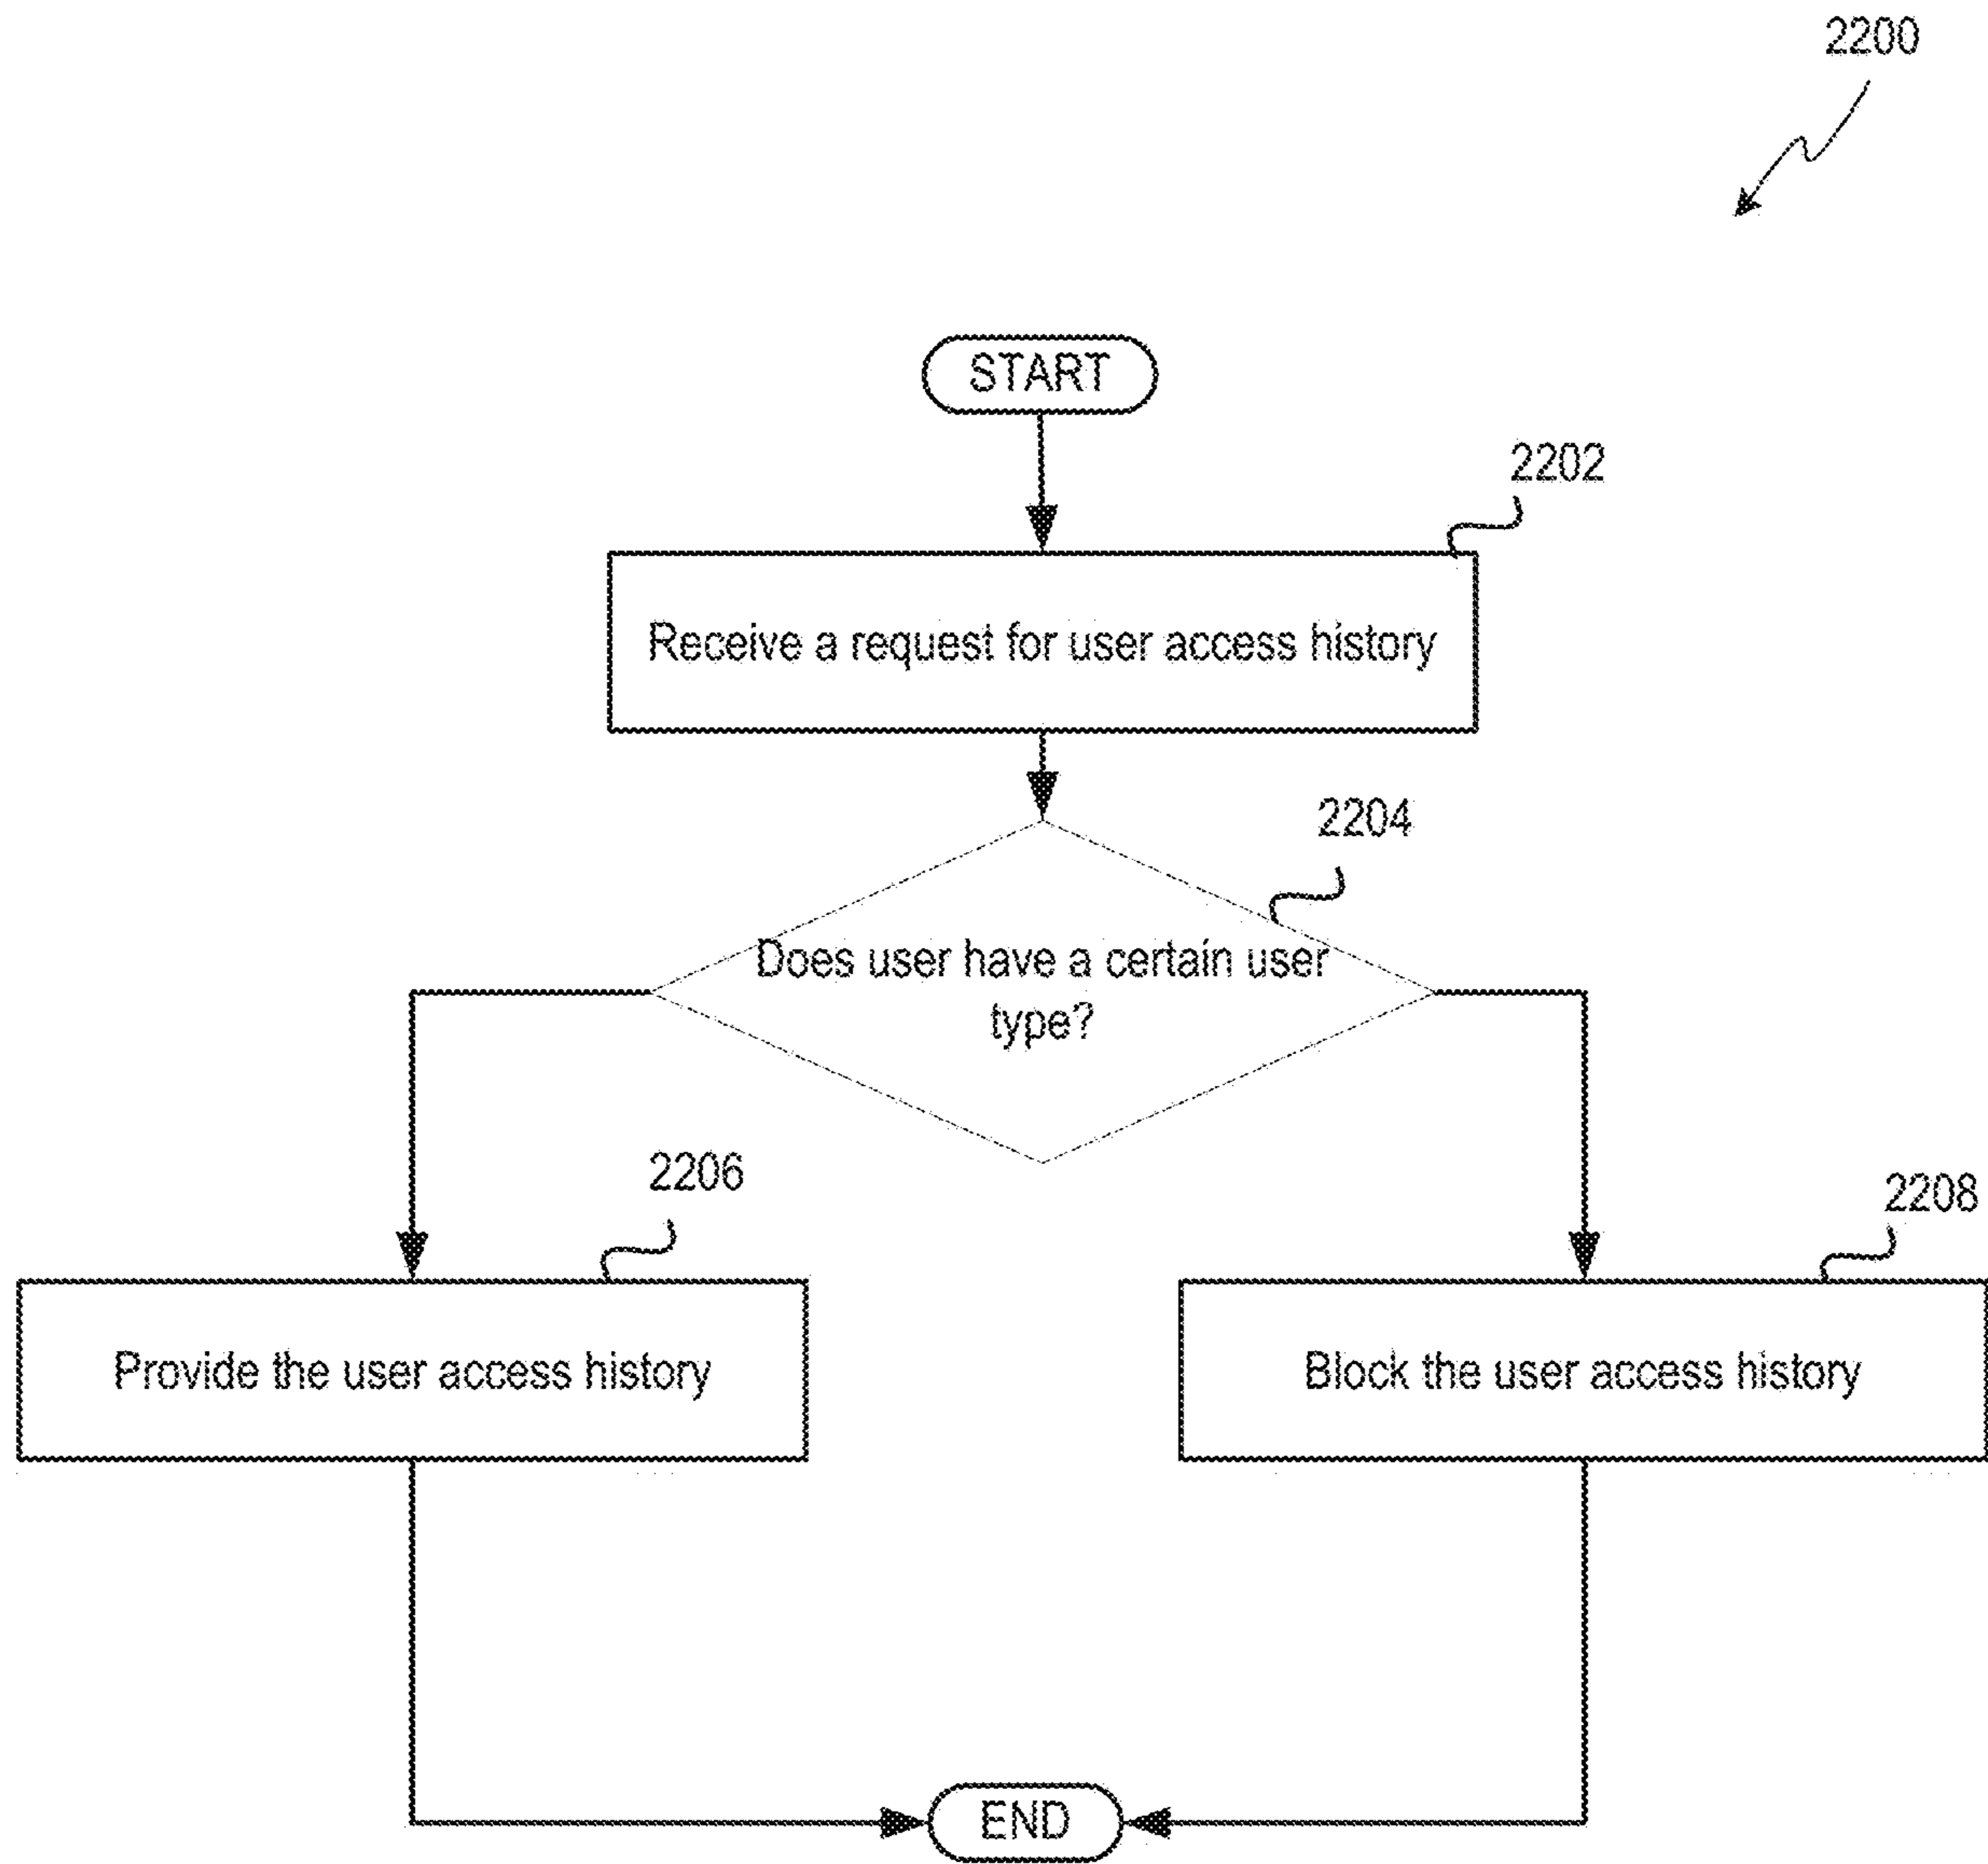 2200
START
2202
Receive a request for user access history
2204
Does user have a certain user
type?
2206
2208
Provide the user access history
Block the user access history
END